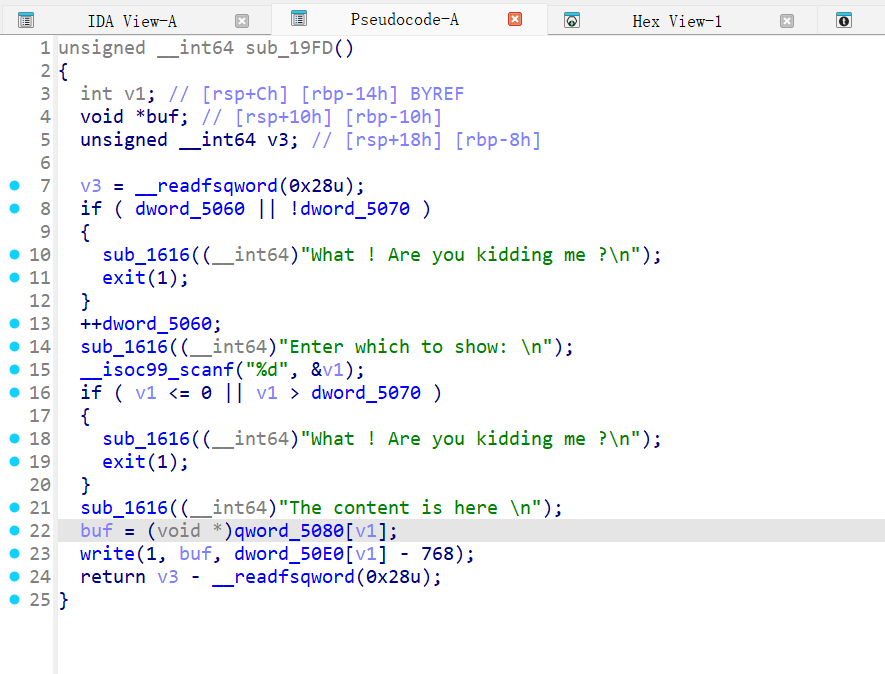 IDA View-A Pseudocode-A Hex View-1
1 unsigned __int64 sub_19FD()
2 {
3   int v1; // [rsp+Ch] [rbp-14h] BYREF
4   void *buf; // [rsp+10h] [rbp-10h]
5   unsigned __int64 v3; // [rsp+18h] [rbp-8h]
6
7   v3 = __readfsqword(0x28u);
8   if ( dword_5060 || !dword_5070 )
9   {
10     sub_1616((__int64)"What ! Are you kidding me ?\n");
11     exit(1);
12   }
13   ++dword_5060;
14   sub_1616((__int64)"Enter which to show: \n");
15   __isoc99_scanf("%d", &v1);
16   if ( v1 <= 0 || v1 > dword_5070 )
17   {
18     sub_1616((__int64)"What ! Are you kidding me ?\n");
19     exit(1);
20   }
21   sub_1616((__int64)"The content is here \n");
22   buf = (void *)qword_5080[v1];
23   write(1, buf, dword_50E0[v1] - 768);
24   return v3 - __readfsqword(0x28u);
25 }